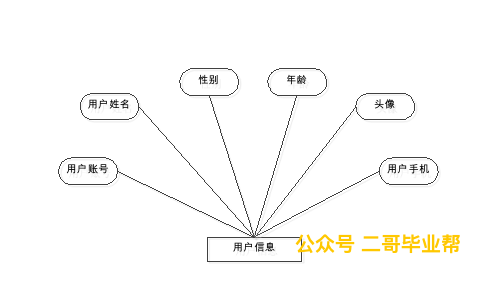 性别
年龄
用户姓名
头像
用户账号
用户手机
用户信息
公众号 二哥毕业帮